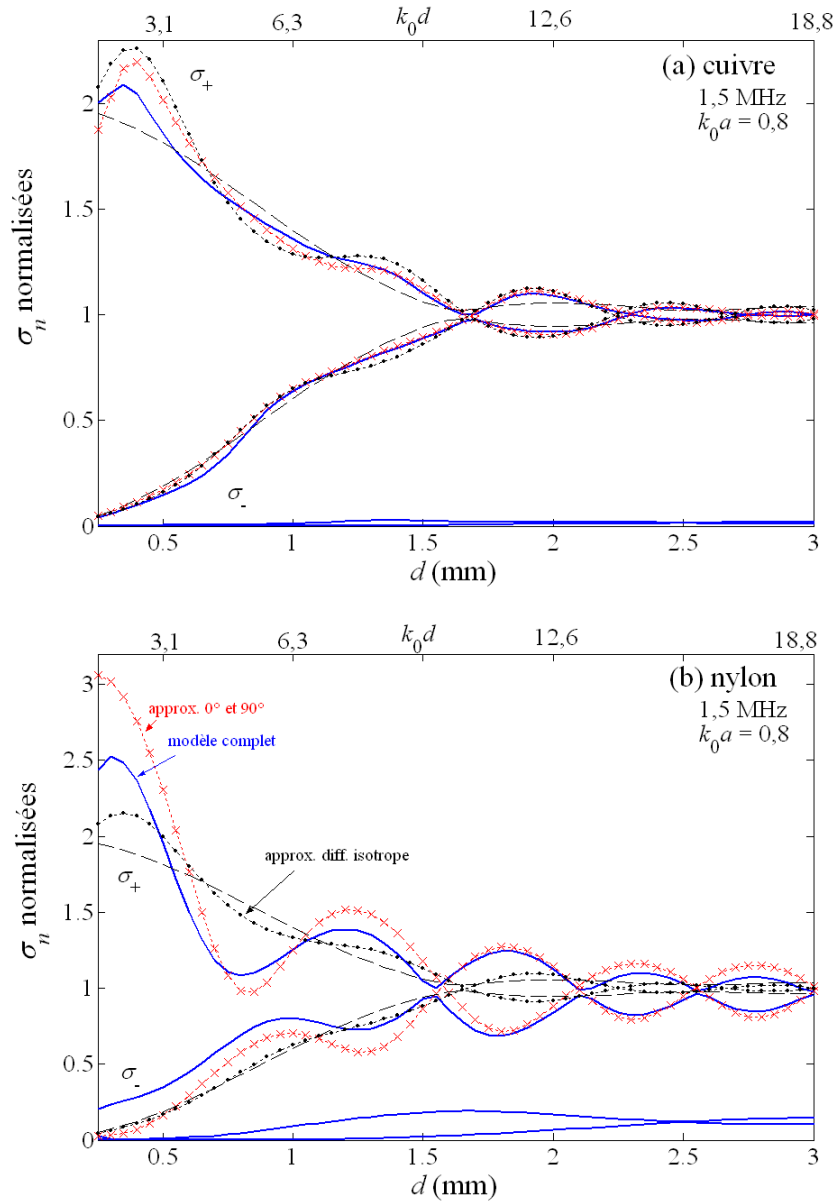 3,1 6,3 k₀d 12,6 18,8
(a) cuivre
1,5 MHz
k₀a = 0,8
σ₊
2
1.5
1
0.5
0
σₙ normalisées
σ₋
0.5 1 1.5 2 2.5 3
d (mm)
3,1 6,3 k₀d 12,6 18,8
(b) nylon
1,5 MHz
k₀a = 0,8
approx. 0° et 90°
modèle complet
approx. diff. isotrope
σ₊
3
2.5
2
1.5
1
0.5
0
σₙ normalisées
σ₋
0.5 1 1.5 2 2.5 3
d (mm)